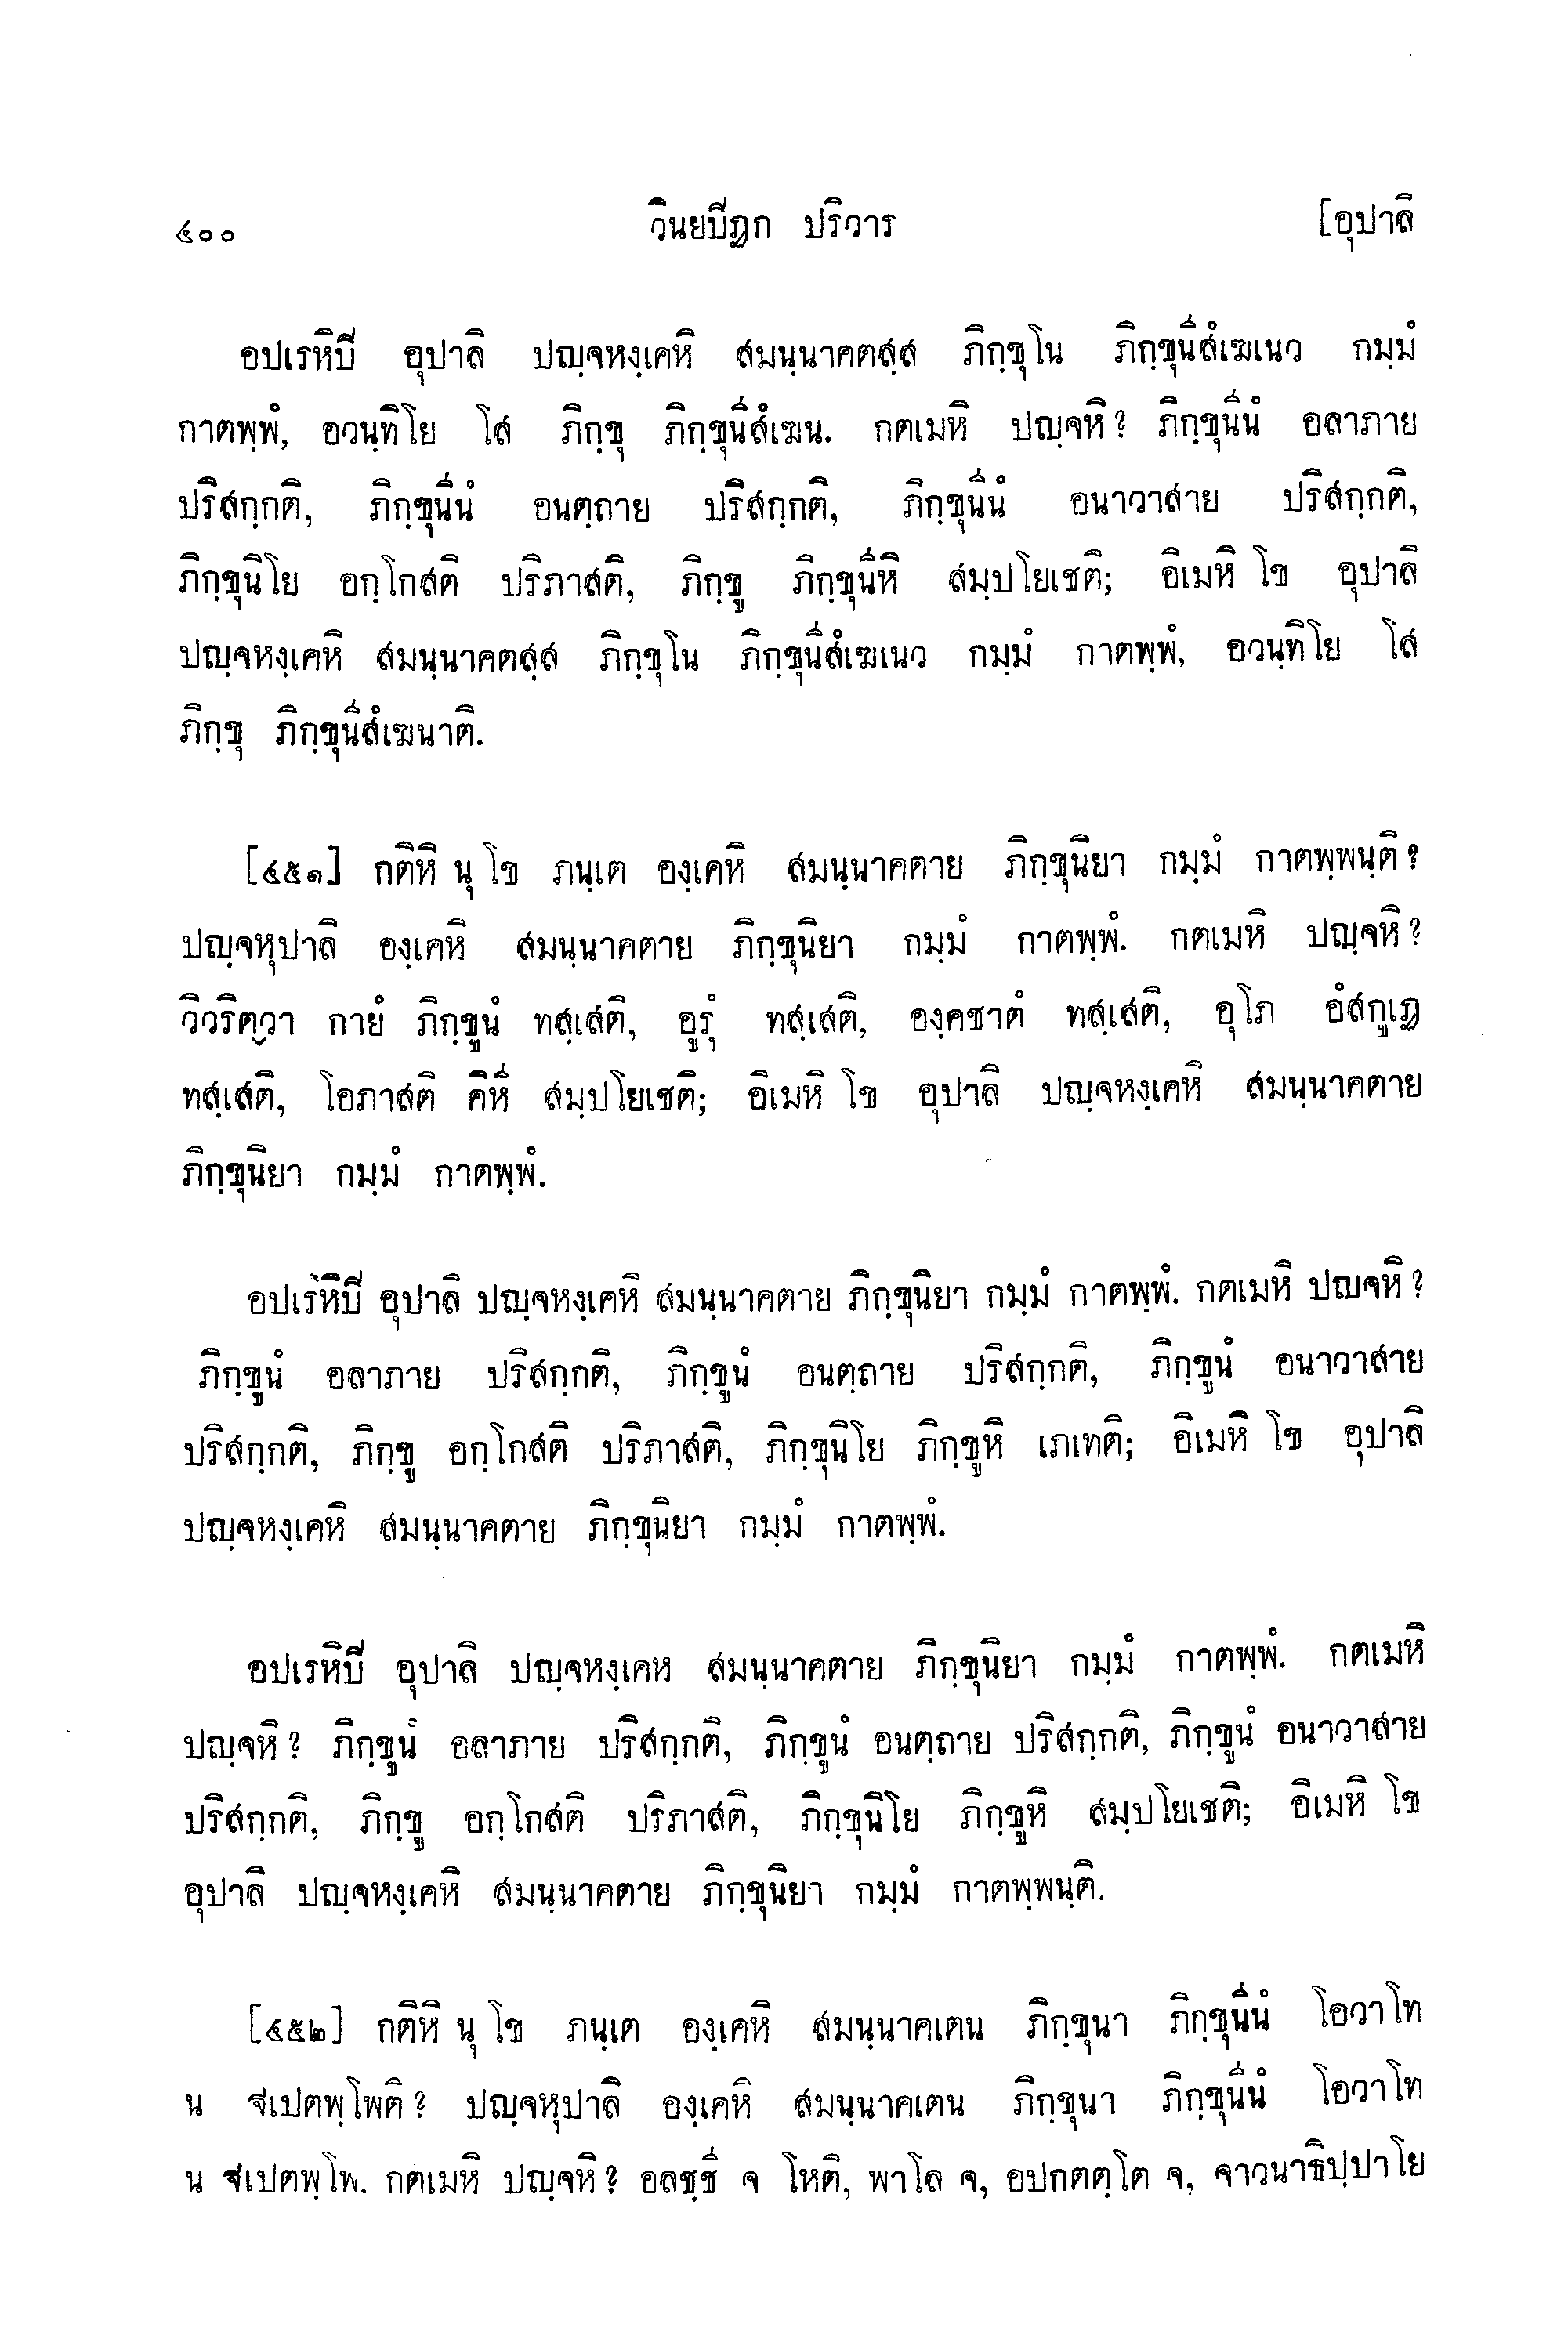 ๔๐๐ วินยปิฏก ปริวาร [อุปาลิ
อปเรหิปิ อุปาลิ ปญฺจหงฺเคหิ สมนฺนาคตสฺส ภิกฺขุโน ภิกฺขุนีสํเฆเนว กมฺมํ
กาตพฺพํ, อวนฺทิโย โส ภิกฺขุ ภิกฺขุนีสํเฆน. กตเมหิ ปญฺจหิ? ภิกฺขุนีนํ อลาภาย
ปริสกฺกติ, ภิกฺขุนีนํ อนตฺถาย ปริสกฺกติ, ภิกฺขุนีนํ อนาวาสาย ปริสกฺกติ,
ภิกฺขุนิโย อกฺโกสติ ปริภาสติ, ภิกฺขู ภิกฺขุนีหิ สมฺปโยเชติ; อิเมหิ โข อุปาลิ
ปญฺจหงฺเคหิ สมนฺนาคตสฺส ภิกฺขุโน ภิกฺขุนีสํเฆเนว กมฺมํ กาตพฺพํ, อวนฺทิโย โส
ภิกฺขุ ภิกฺขุนีสํเฆนาติ.
[๔๕๑] กติหิ นุ โข ภนฺเต องฺเคหิ สมนฺนาคตาย ภิกฺขุนิยา กมฺมํ กาตพฺพนฺติ?
ปญฺจหุปาลิ องฺเคหิ สมนฺนาคตาย ภิกฺขุนิยา กมฺมํ กาตพฺพํ. กตเมหิ ปญฺจหิ?
วิวริตฺวา กายํ ภิกฺขูนํ ทสฺเสติ, อูรุํ ทสฺเสติ, องฺคชาตํ ทสฺเสติ, อุโภ อํสกูเฏ
ทสฺเสติ, โอภาสติ คิหี สมฺปโยเชติ; อิเมหิ โข อุปาลิ ปญฺจหงฺเคหิ สมนฺนาคตาย
ภิกฺขุนิยา กมฺมํ กาตพฺพํ.
อปเรหิปิ อุปาลิ ปญฺจหงฺเคหิ สมนฺนาคตาย ภิกฺขุนิยา กมฺมํ กาตพฺพํ. กตเมหิ ปญจหิ?
ภิกฺขูนํ อลาภาย ปริสกฺกติ, ภิกฺขูนํ อนตฺถาย ปริสกฺกติ, ภิกฺขูนํ อนาวาสาย
ปริสกฺกติ, ภิกฺขู อกฺโกสติ ปริภาสติ, ภิกฺขุนิโย ภิกฺขูหิ เภเทติ; อิเมหิ โข อุปาลิ
ปญฺจหงฺเคหิ สมนฺนาคตาย ภิกฺขุนิยา กมฺมํ กาตพฺพํ.
อปเรหิปิ อุปาลิ ปญฺจหงฺเคห สมนฺนาคตาย ภิกฺขุนิยา กมฺมํ กาตพฺพํ. กตเมหิ
ปญฺจหิ? ภิกฺขูนํ อลาภาย ปริสกฺกติ, ภิกฺขูนํ อนตฺถาย ปริสกฺกติ, ภิกฺขูนํ อนาวาสาย
ปริสกฺกติ, ภิกฺขู อกฺโกสติ ปริภาสติ, ภิกฺขุนิโย ภิกฺขูหิ สมฺปโยเชติ; อิเมหิ โข
อุปาลิ ปญฺจหงฺเคหิ สมนฺนาคตาย ภิกฺขุนิยา กมฺมํ กาตพฺพนฺติ.
[๔๕๒] กติหิ นุ โข ภนฺเต องฺเคหิ สมนฺนาคเตน ภิกฺขุนา ภิกฺขุนีนํ โอวาโท
น ฐเปตพฺโพติ? ปญฺจหุปาลิ องฺเคหิ สมนฺนาคเตน ภิกฺขุนา ภิกฺขุนีนํ โอวาโท
น ฐเปตพฺโพ. กตเมหิ ปญฺจหิ? อลชฺชี จ โหติ, พาโล จ, อปกตตฺโต จ, จาวนาธิปฺปาโย